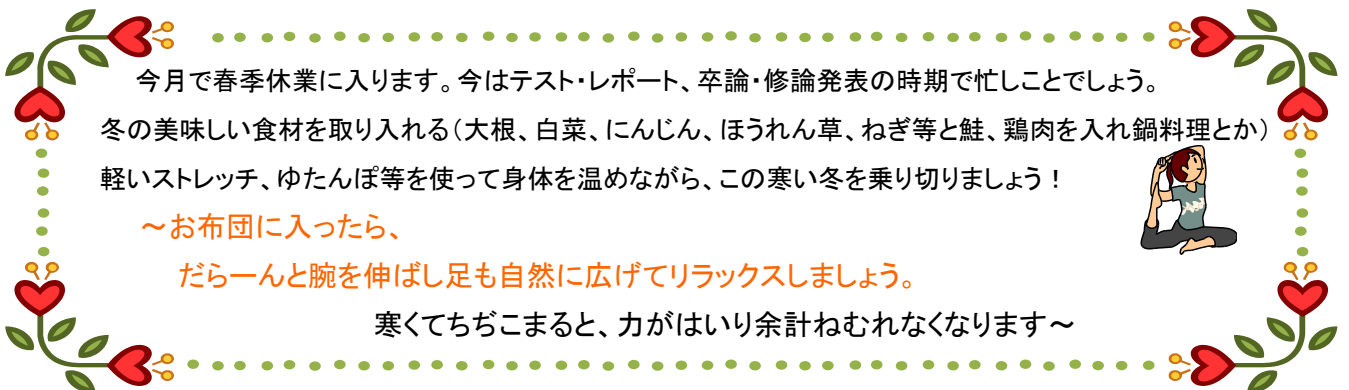 今月で春季休業に入ります。今はテスト・レポート、卒論・修論発表の時期で忙しことでしょう。
冬の美味しい食材を取り入れる（大根、白菜、にんじん、ほうれん草、ねぎ等と鮭、鶏肉を入れ鍋料理とか）
軽いストレッチ、ゆたんぽ等を使って身体を温めながら、この寒い冬を乗り切りましょう！
～お布団に入ったら、
だらーんと腕を伸ばし足も自然に広げてリラックスしましょう。
寒くてちぢこまると、力がはいり余計ねむれなくなります～